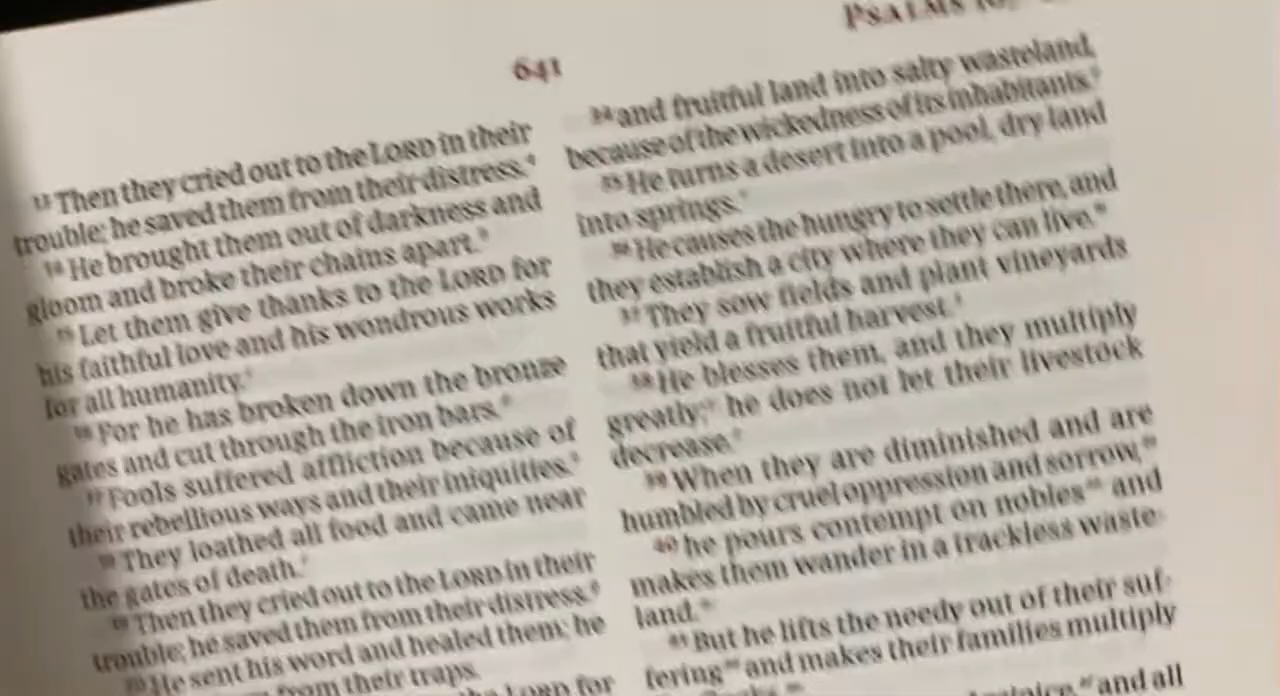 641
PSALMS
13 Then they cried out to the LORD in their
trouble; he saved them from their distress.
14 He brought them out of darkness and
gloom and broke their chains apart.
15 Let them give thanks to the LORD for
his faithful love and his wondrous works
for all humanity.
16 For he has broken down the bronze
gates and cut through the iron bars.
17 Fools suffered affliction because of
their rebellious ways and their iniquities.
18 They loathed all food and came near
the gates of death.
19 Then they cried out to the LORD in their
trouble; he saved them from their distress.
20 He sent his word and healed them; he
from their traps.
the LORD for
34 and fruitful land into salty wasteland,
because of the wickedness of its inhabitants.
35 He turns a desert into a pool, dry land
into springs.
36 He causes the hungry to settle there, and
they establish a city where they can live.
37 They sow fields and plant vineyards
that yield a fruitful harvest.
38 He blesses them, and they multiply
greatly; he does not let their livestock
decrease.
39 When they are diminished and are
humbled by cruel oppression and sorrow,
40 he pours contempt on nobles and
makes them wander in a trackless waste-
land.
41 But he lifts the needy out of their suf-
fering and makes their families multiply
and all